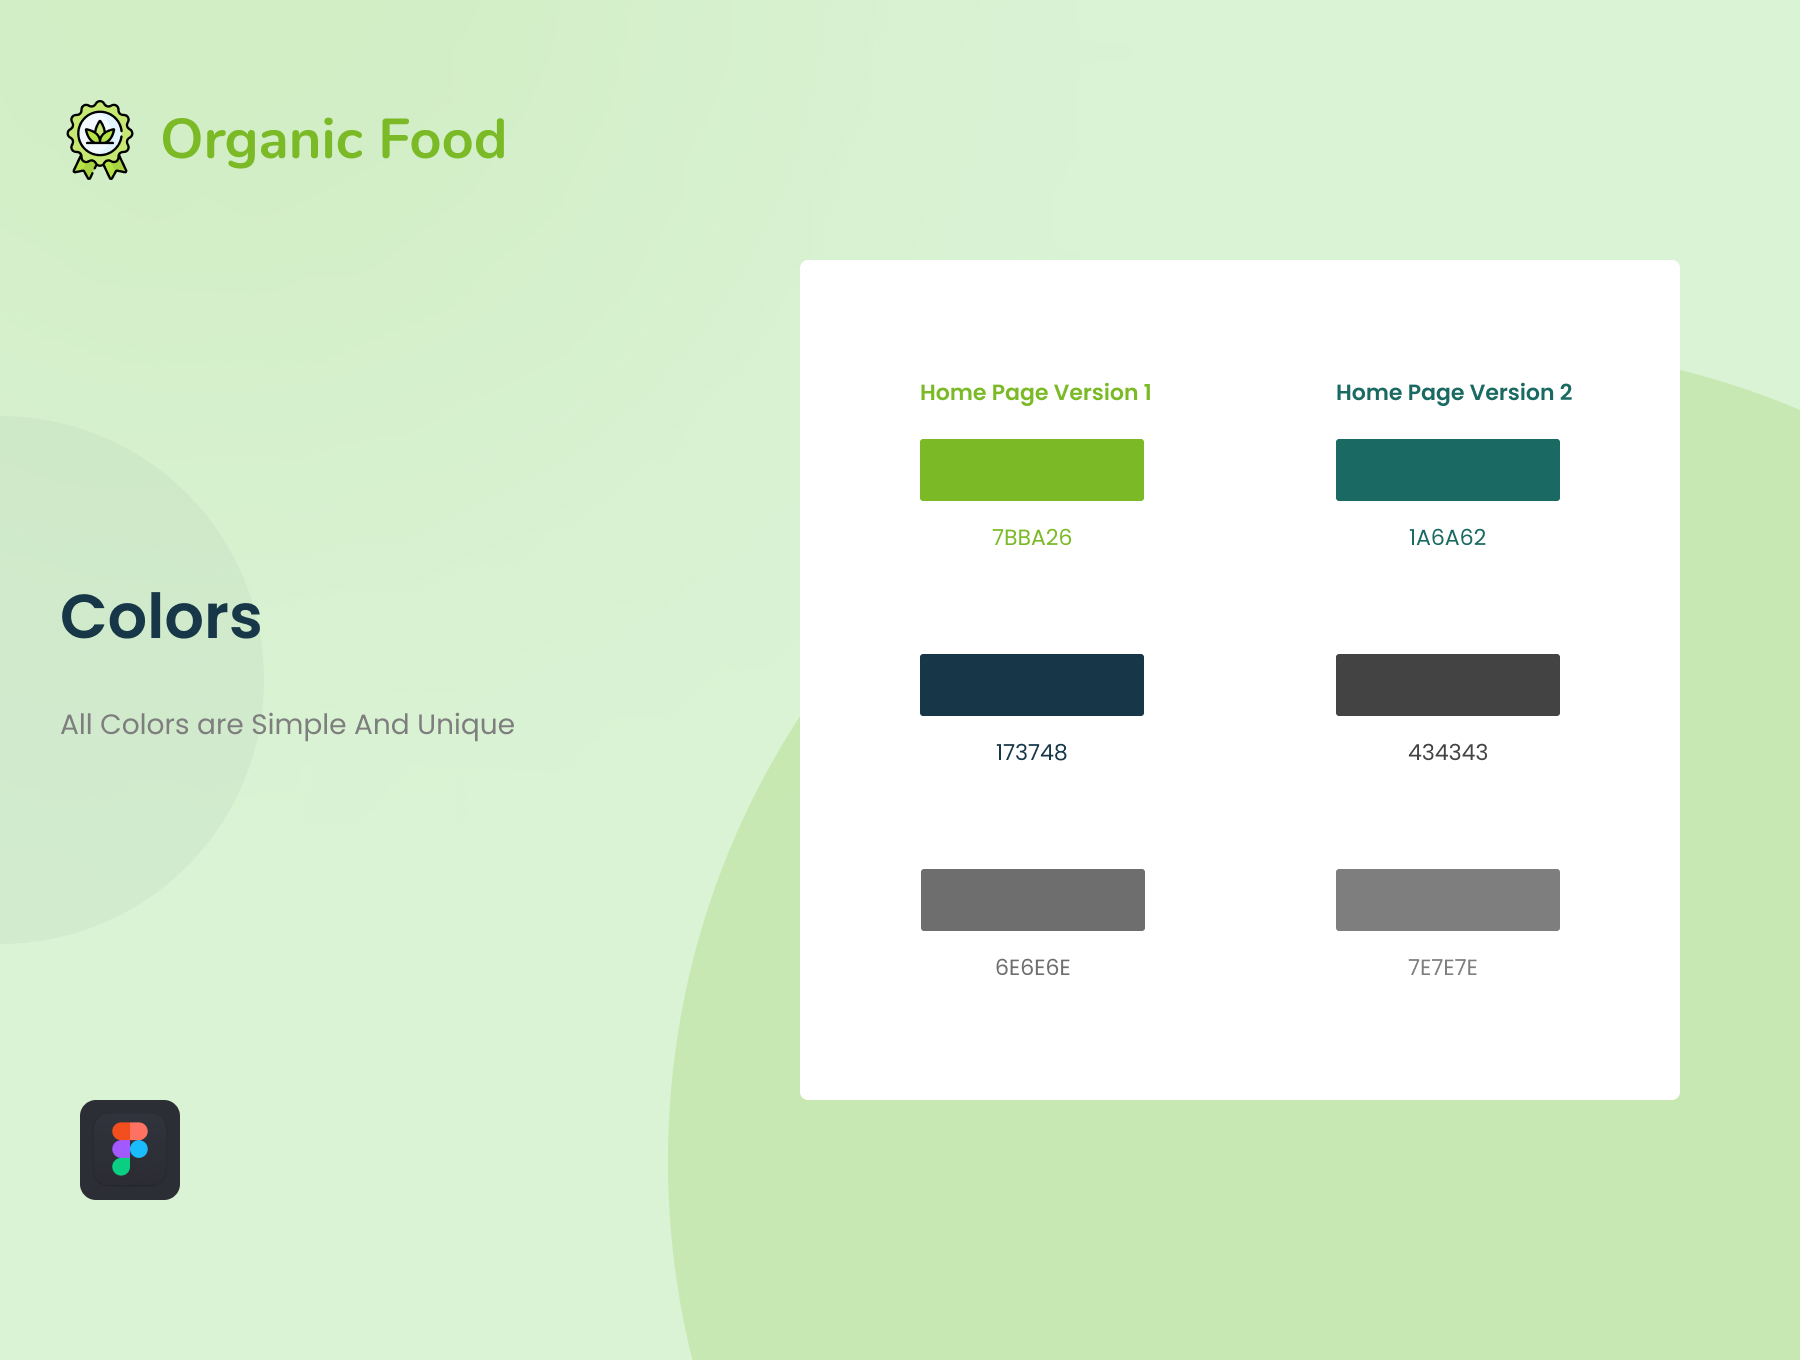 Organic Food
Colors
All Colors are Simple And Unique
Home Page Version 1
7BBA26
173748
6E6E6E
Home Page Version 2
1A6A62
434343
7E7E7E